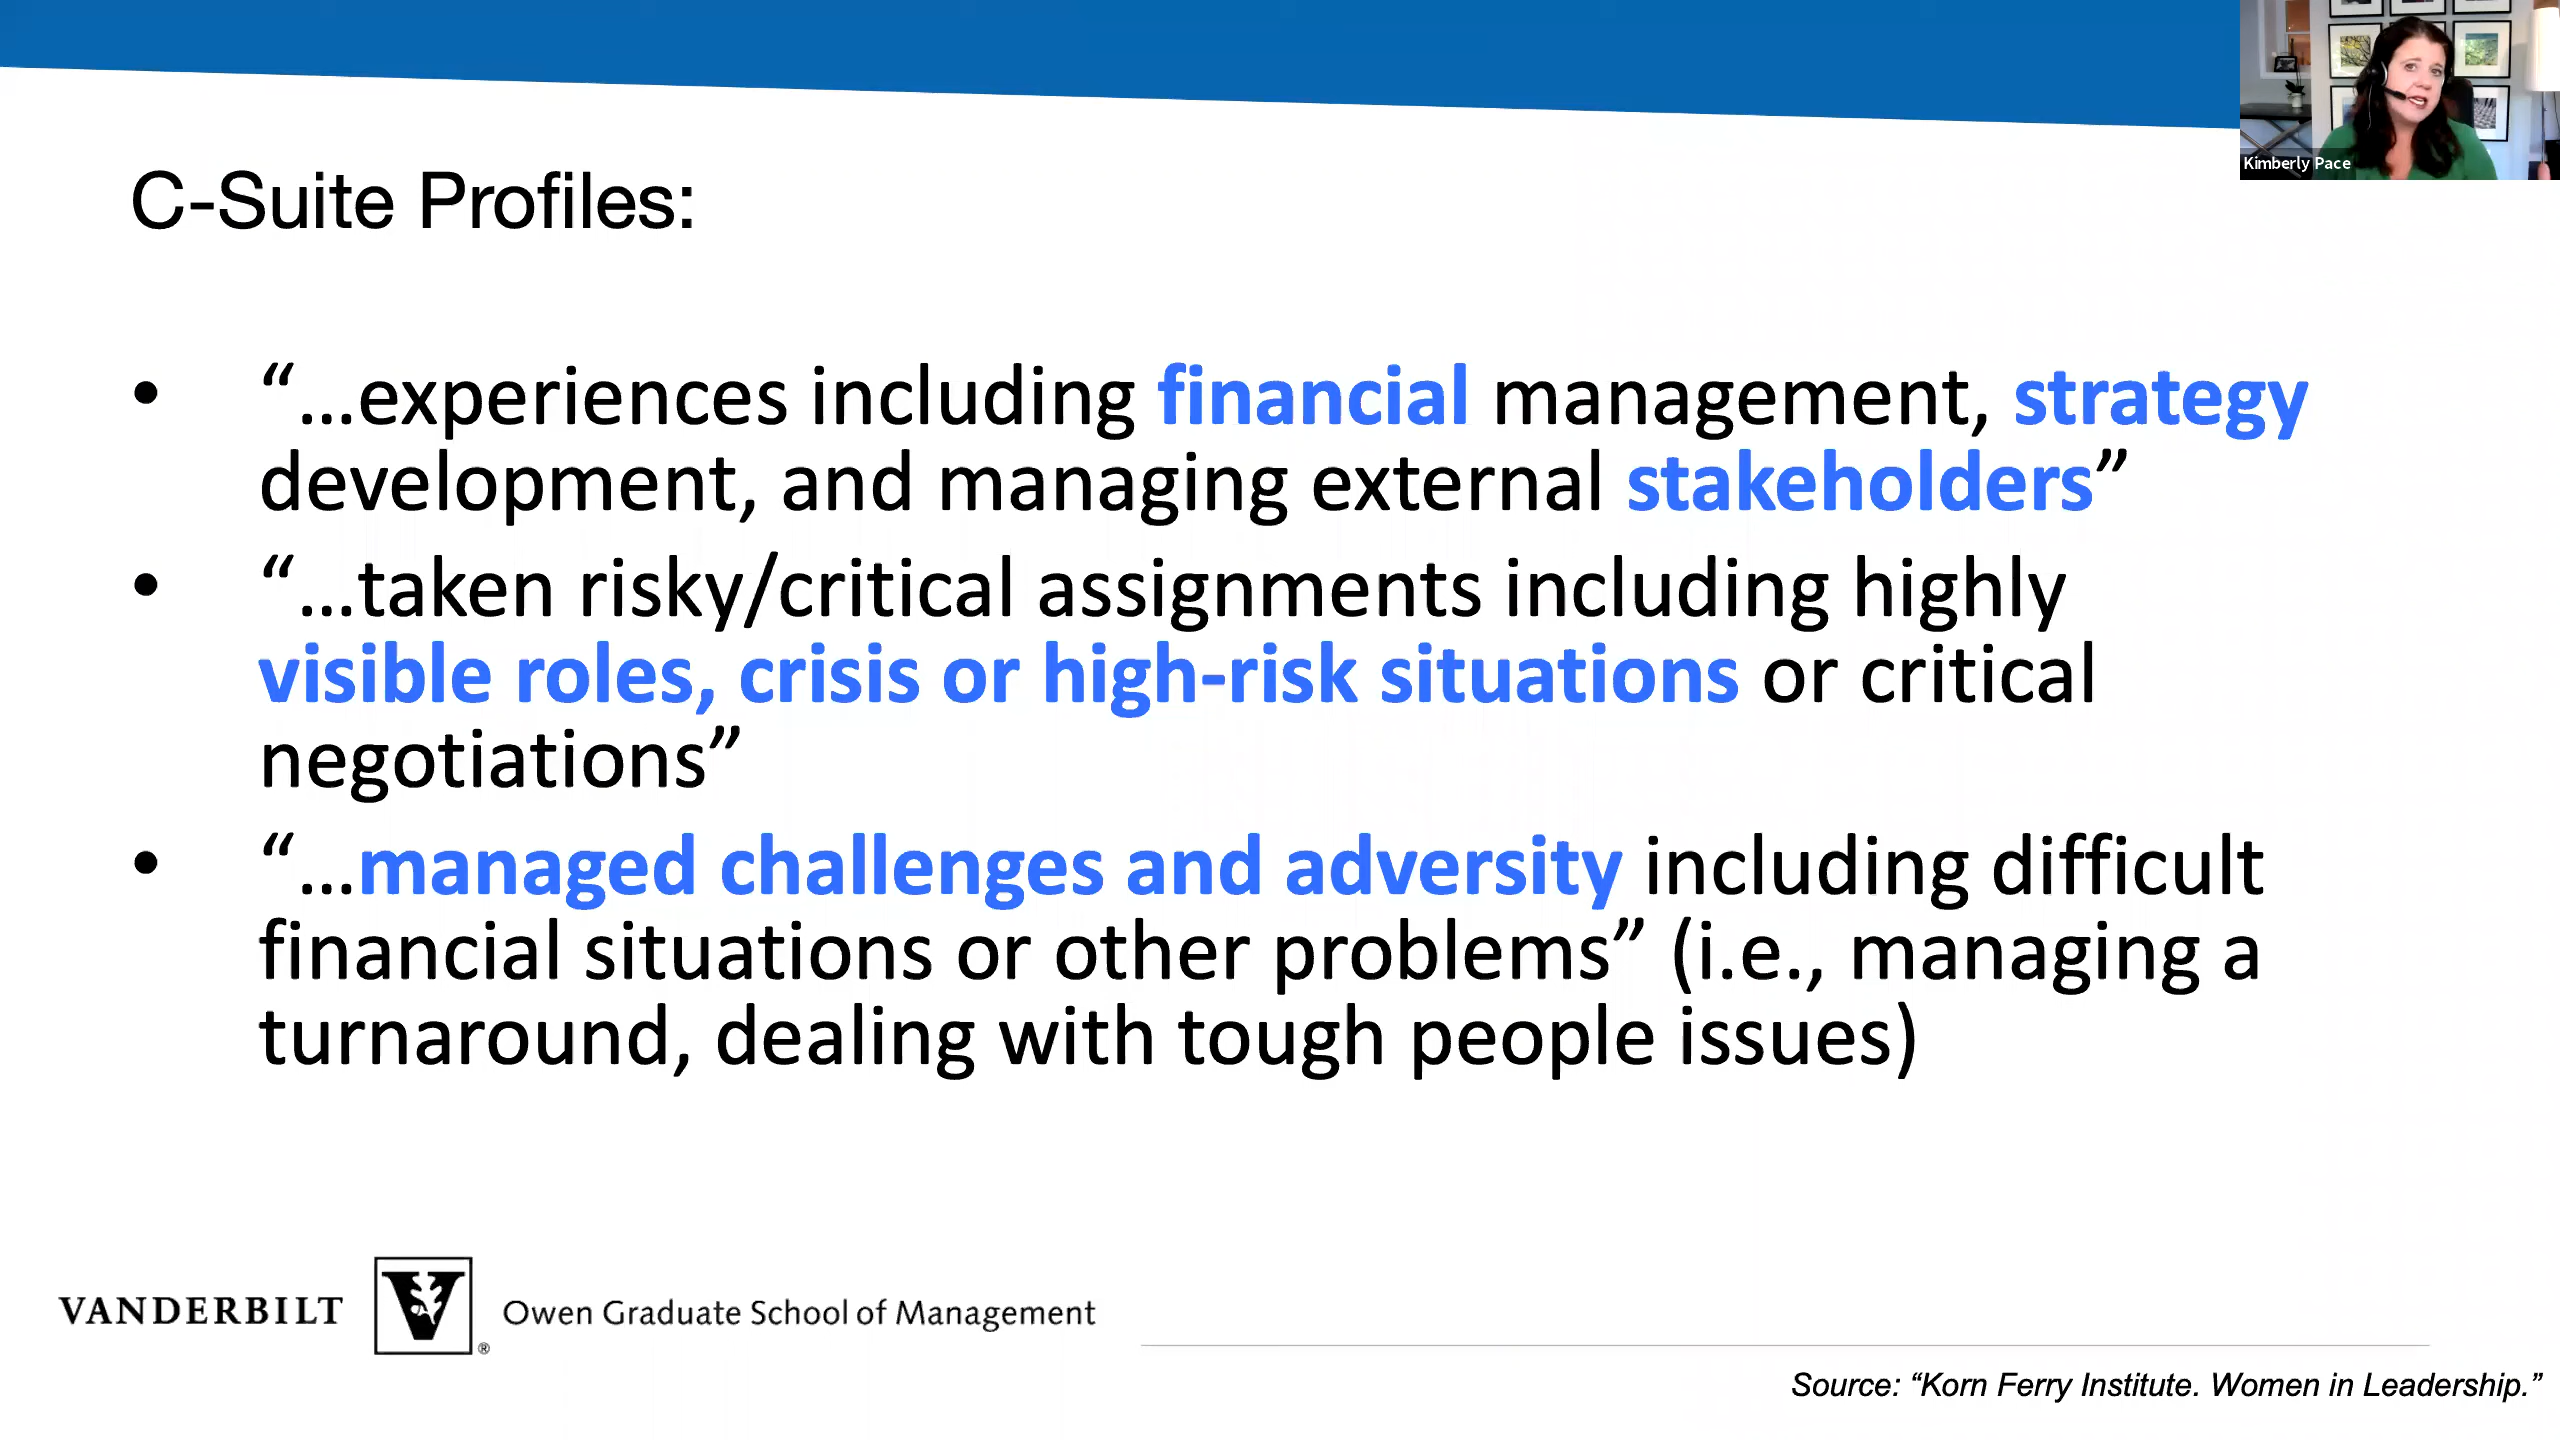 Kimberly Pace
C-Suite Profiles:
• “…experiences including financial management, strategy
development, and managing external stakeholders”
• “…taken risky/critical assignments including highly
visible roles, crisis or high-risk situations or critical
negotiations”
• “…managed challenges and adversity including difficult
financial situations or other problems” (i.e., managing a
turnaround, dealing with tough people issues)
VANDERBILT V® Owen Graduate School of Management
Source: “Korn Ferry Institute. Women in Leadership.”